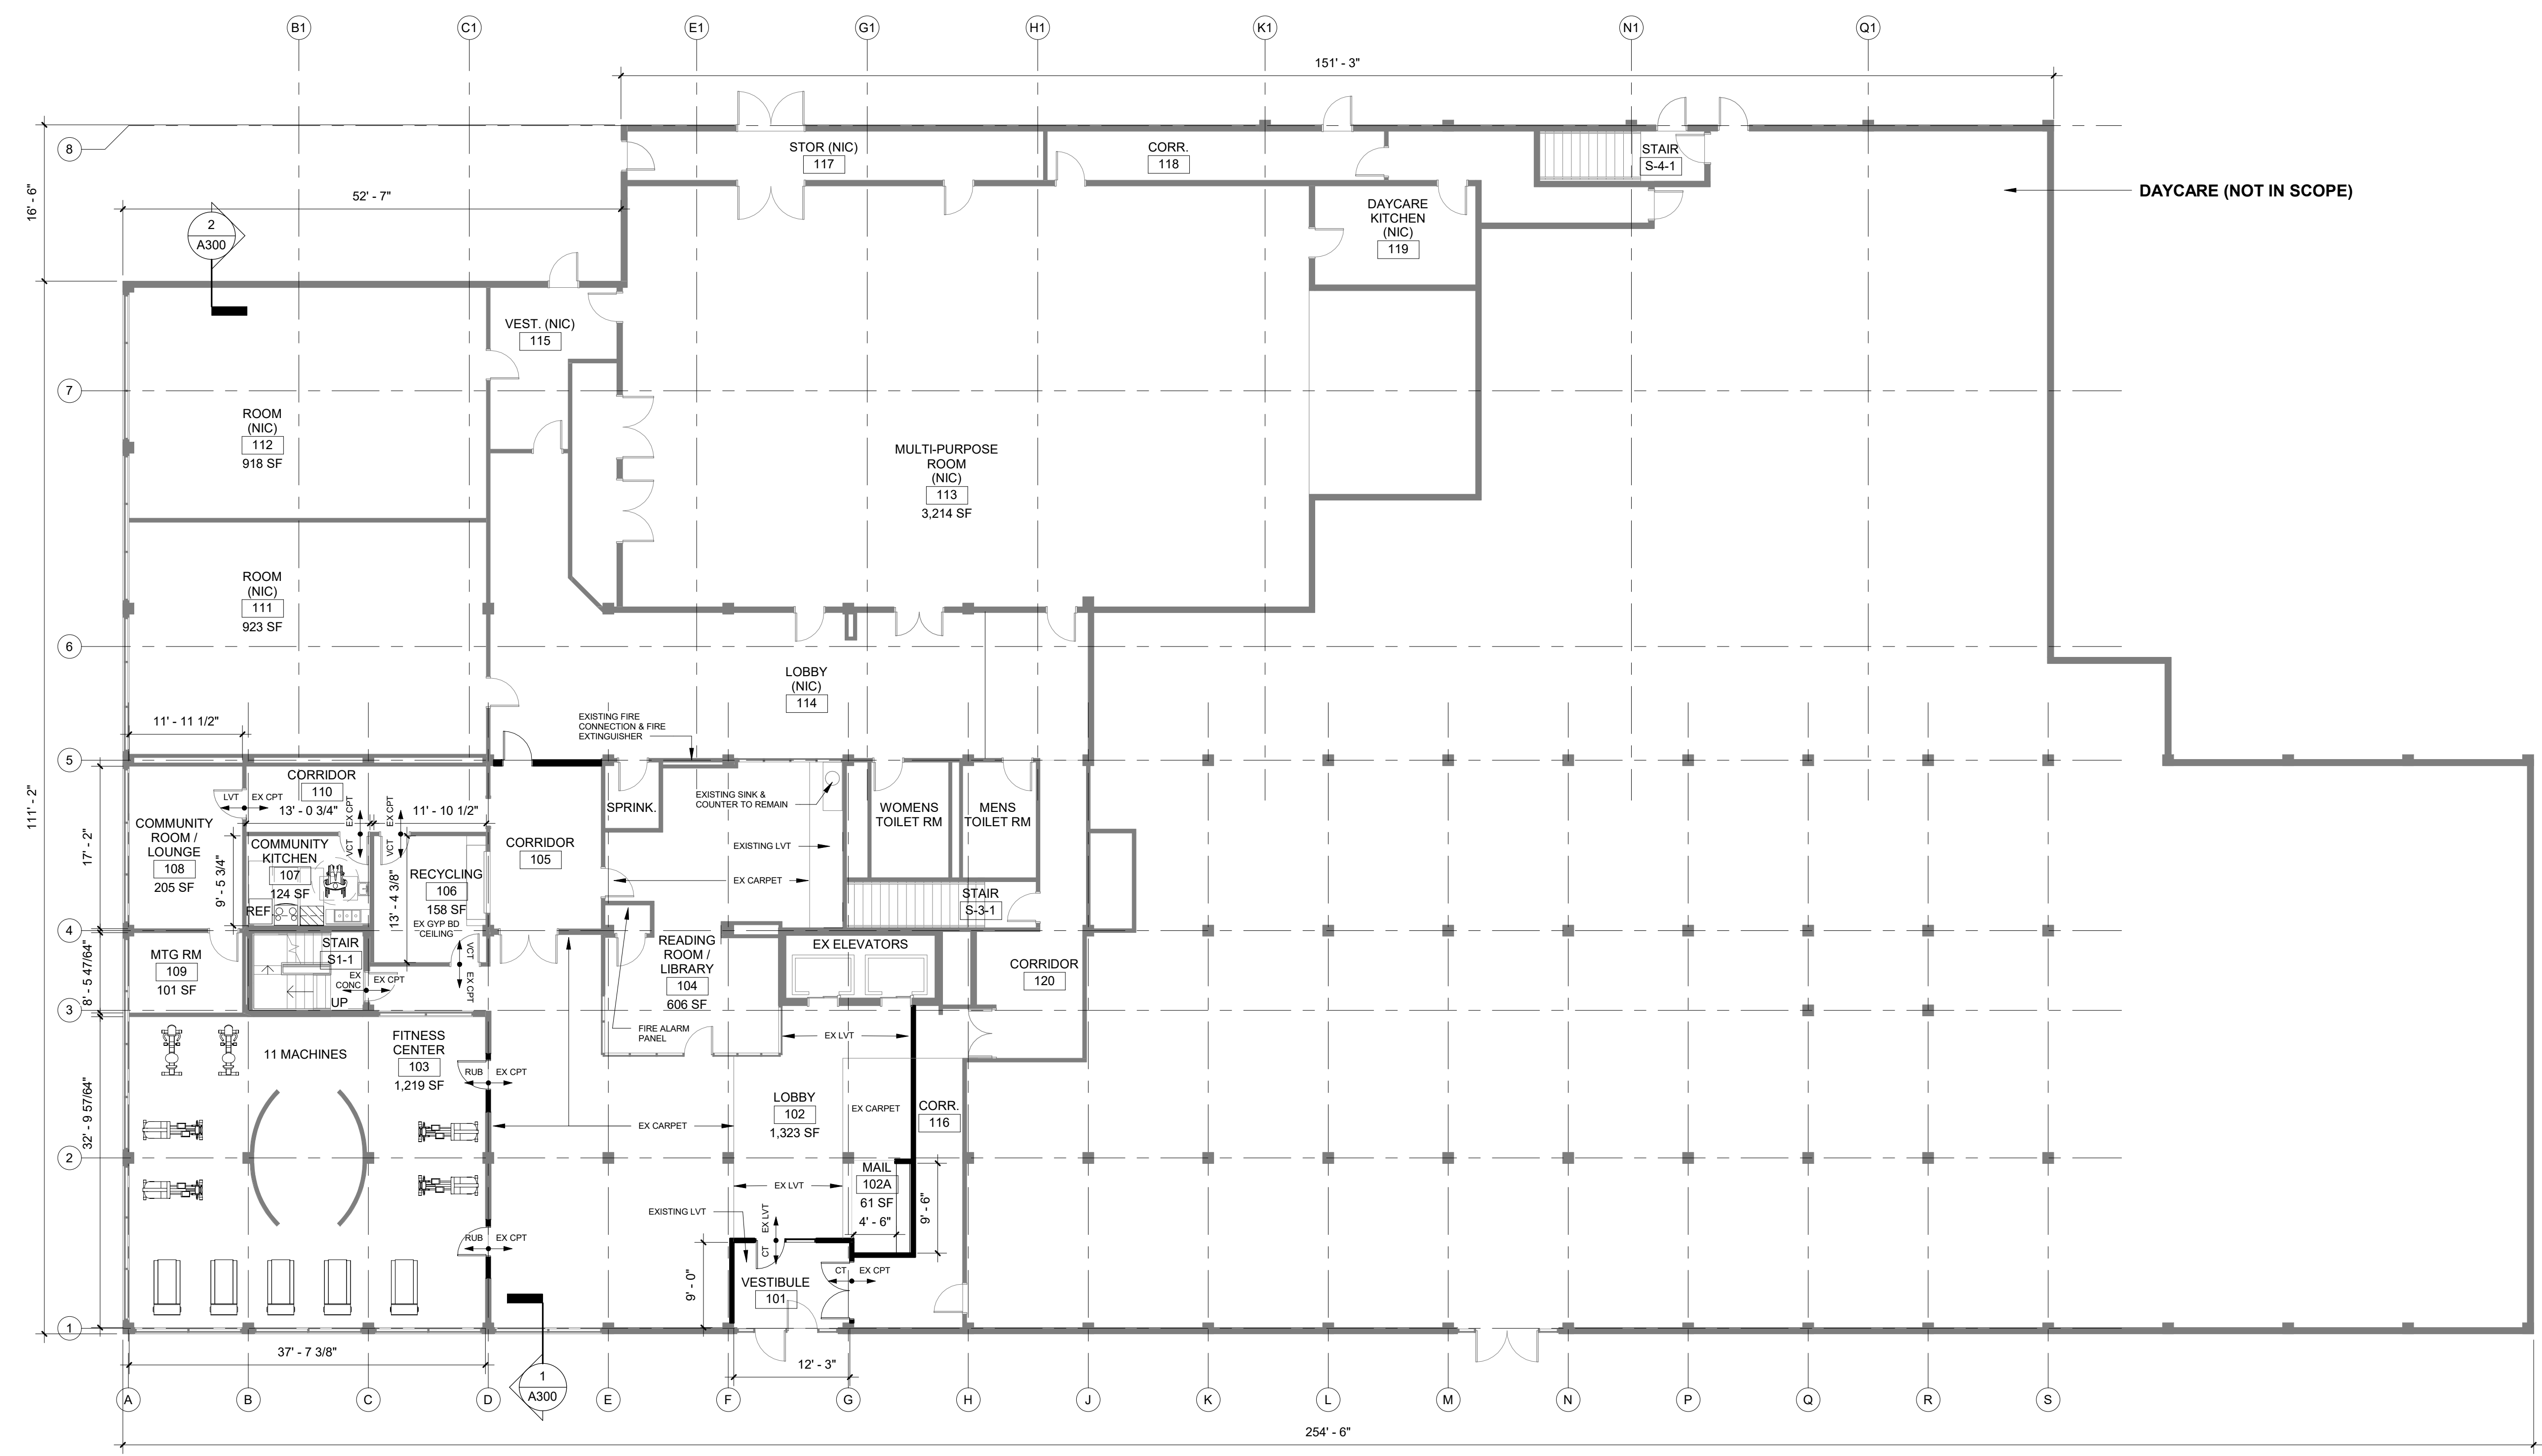 B1
C1
E1
G1
H1
K1
N1
Q1
151' - 3"
8
STOR (NIC)
117
CORR.
118
STAIR
S-4-1
16' - 6"
52' - 7"
DAYCARE (NOT IN SCOPE)
2
A300
DAYCARE
KITCHEN
(NIC)
119
VEST. (NIC)
115
7
ROOM
(NIC)
112
918 SF
MULTI-PURPOSE
ROOM
(NIC)
113
3,214 SF
ROOM
(NIC)
111
923 SF
6
LOBBY
(NIC)
114
11' - 11 1/2"
EXISTING FIRE
CONNECTION & FIRE
EXTINGUISHER
5
111' - 2"
CORRIDOR
110
LVT
EX CPT
13' - 0 3/4"
EX CPT
VCT
EX CPT
VCT
11' - 10 1/2"
SPRINK.
EXISTING SINK &
COUNTER TO REMAIN
WOMENS
TOILET RM
MENS
TOILET RM
17' - 2"
COMMUNITY
ROOM /
LOUNGE
108
205 SF
9' - 5 3/4"
COMMUNITY
KITCHEN
107
124 SF
REF
13' - 4 3/8"
RECYCLING
106
158 SF
EX GYP BD
CEILING
CORRIDOR
105
EXISTING LVT
EX CARPET
STAIR
S-3-1
4
8' - 5 47/64"
MTG RM
109
101 SF
STAIR
S1-1
EX
CONC
EX CPT
UP
VCT
EX CPT
READING
ROOM /
LIBRARY
104
606 SF
EX ELEVATORS
CORRIDOR
120
3
FIRE ALARM
PANEL
EX LVT
32' - 9 57/64"
11 MACHINES
FITNESS
CENTER
103
1,219 SF
RUB
EX CPT
LOBBY
102
1,323 SF
EX CARPET
CORR.
116
EX CARPET
2
MAIL
102A
61 SF
4' - 6"
9' - 6"
EX LVT
EXISTING LVT
EX LVT
CT
RUB
EX CPT
9' - 0"
VESTIBULE
101
CT
EX CPT
1
37' - 7 3/8"
12' - 3"
1
A300
A
B
C
D
E
F
G
H
J
K
L
M
N
P
Q
R
S
254' - 6"